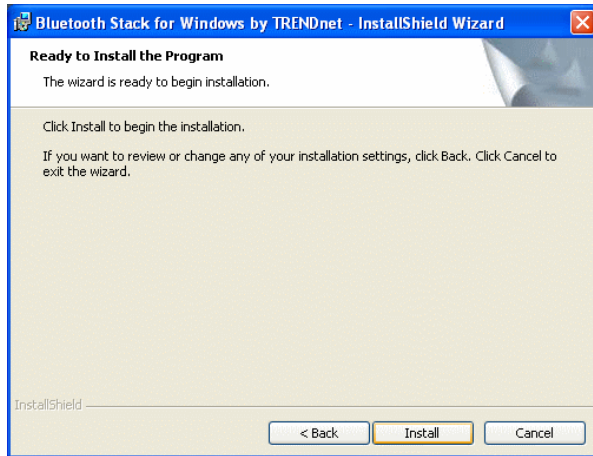 Bluetooth Stack for Windows by TRENDnet - InstallShield Wizard
Ready to Install the Program
The wizard is ready to begin installation.
Click Install to begin the installation.
If you want to review or change any of your installation settings, click Back. Click Cancel to
exit the wizard.
InstallShield
< Back Install Cancel